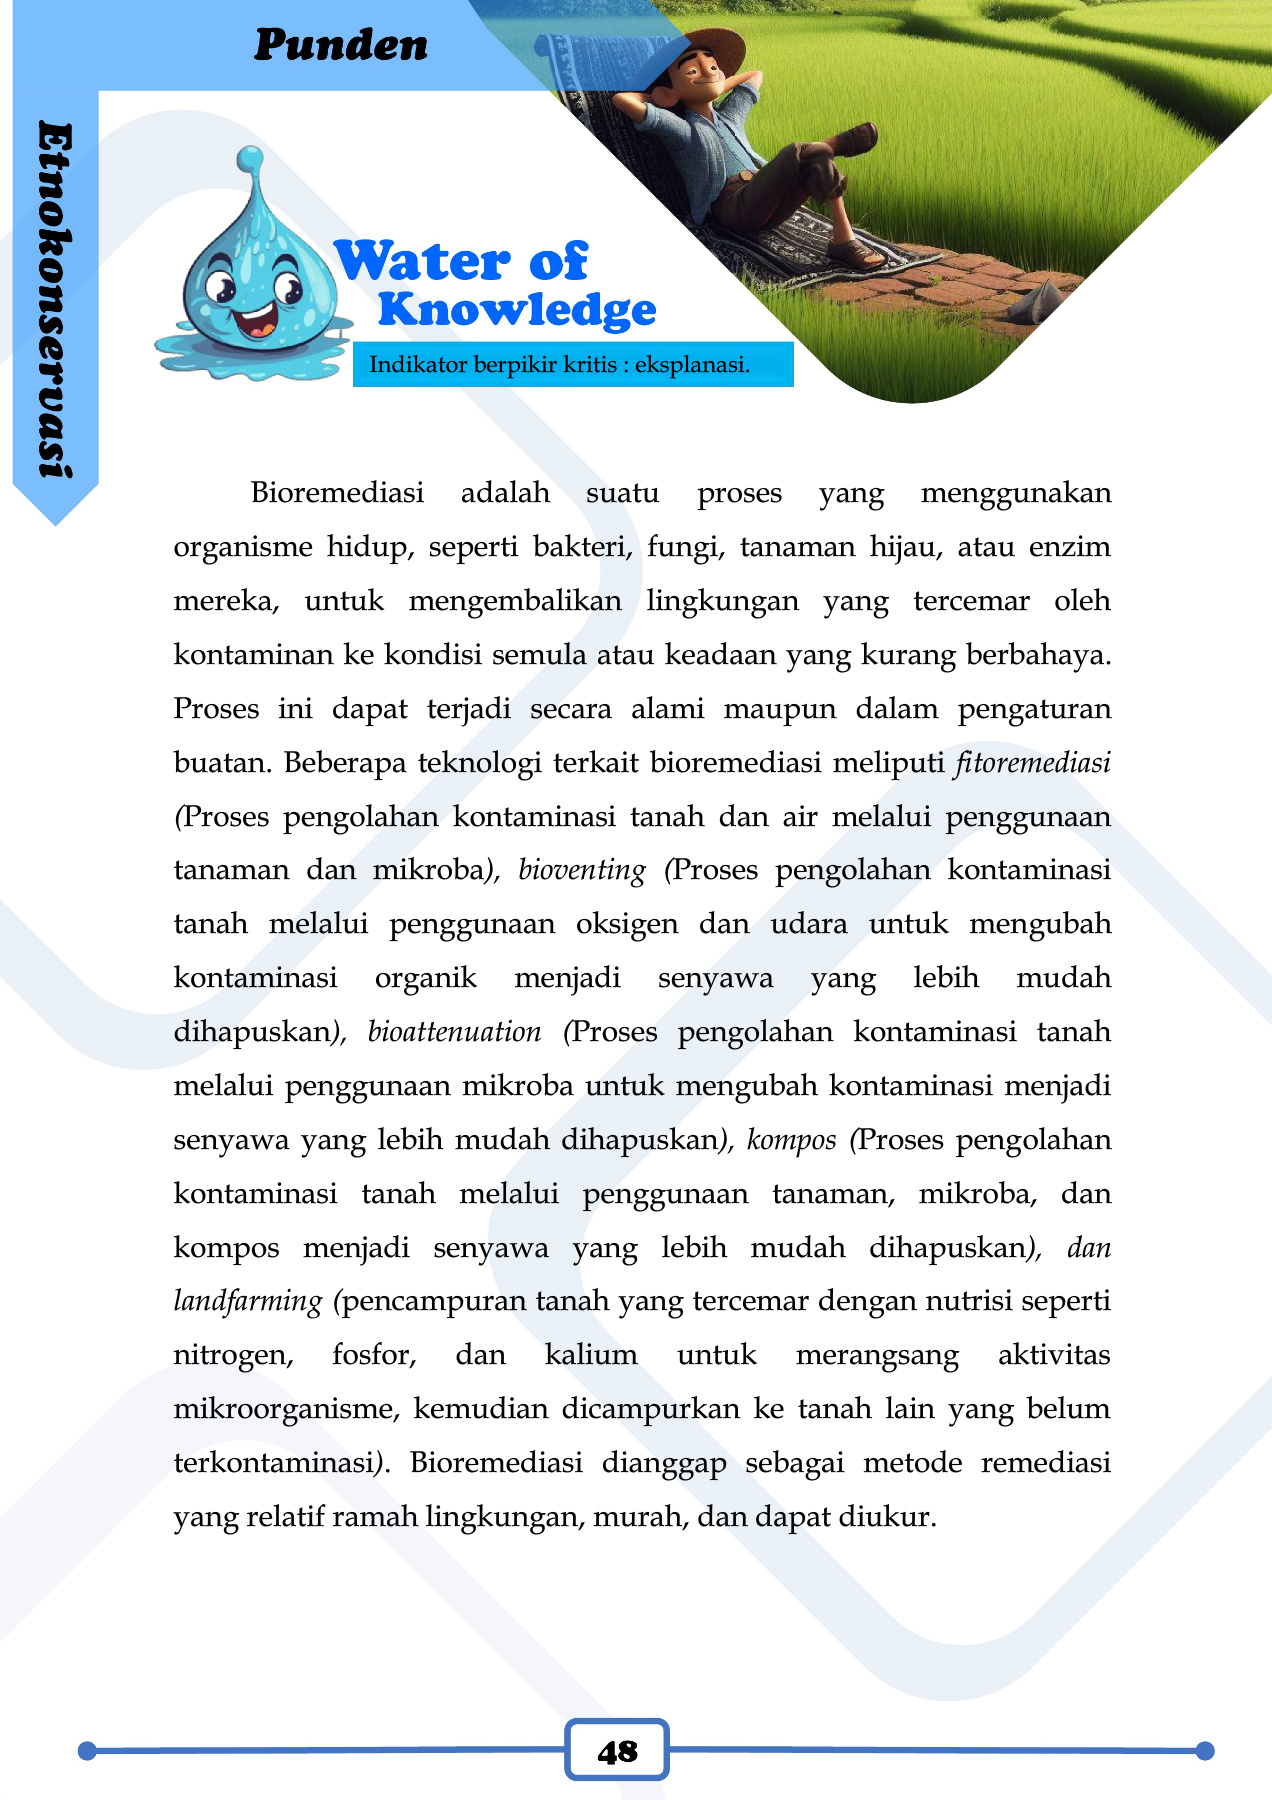 Punden
Etnokonservasi
Water of
Knowledge
Indikator berpikir kritis : eksplanasi.
Bioremediasi adalah suatu proses yang menggunakan
organisme hidup, seperti bakteri, fungi, tanaman hijau, atau enzim
mereka, untuk mengembalikan lingkungan yang tercemar oleh
kontaminan ke kondisi semula atau keadaan yang kurang berbahaya.
Proses ini dapat terjadi secara alami maupun dalam pengaturan
buatan. Beberapa teknologi terkait bioremediasi meliputi fitoremediasi
(Proses pengolahan kontaminasi tanah dan air melalui penggunaan
tanaman dan mikroba), bioventing (Proses pengolahan kontaminasi
tanah melalui penggunaan oksigen dan udara untuk mengubah
kontaminasi organik menjadi senyawa yang lebih mudah
dihapuskan), bioattenuation (Proses pengolahan kontaminasi tanah
melalui penggunaan mikroba untuk mengubah kontaminasi menjadi
senyawa yang lebih mudah dihapuskan), kompos (Proses pengolahan
kontaminasi tanah melalui penggunaan tanaman, mikroba, dan
kompos menjadi senyawa yang lebih mudah dihapuskan), dan
landfarming (pencampuran tanah yang tercemar dengan nutrisi seperti
nitrogen, fosfor, dan kalium untuk merangsang aktivitas
mikroorganisme, kemudian dicampurkan ke tanah lain yang belum
terkontaminasi). Bioremediasi dianggap sebagai metode remediasi
yang relatif ramah lingkungan, murah, dan dapat diukur.
48